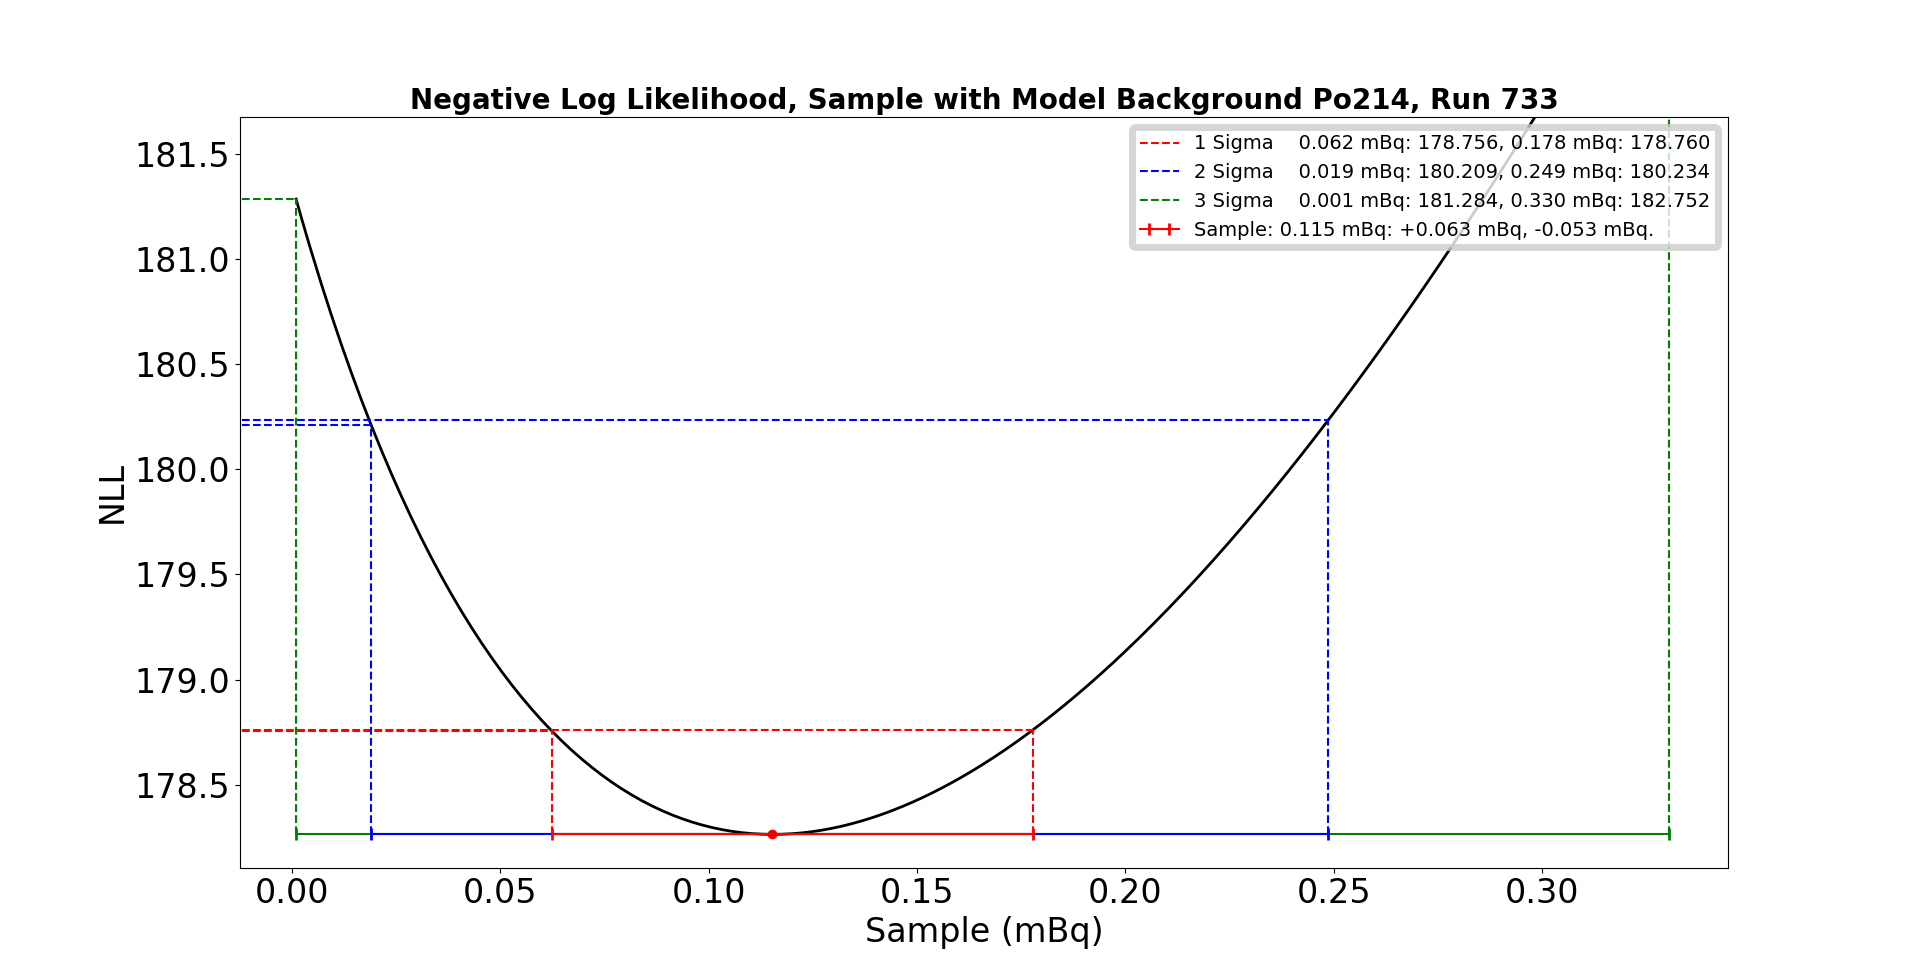 Negative Log Likelihood, Sample with Model Background Po214, Run 733
1 Sigma 0.062 mBq: 178.756, 0.178 mBq: 178.760
2 Sigma 0.019 mBq: 180.209, 0.249 mBq: 180.234
3 Sigma 0.001 mBq: 181.284, 0.330 mBq: 182.752
Sample: 0.115 mBq: +0.063 mBq, -0.053 mBq.
181.5
181.0
180.5
180.0
179.5
179.0
178.5
NLL
0.00 0.05 0.10 0.15 0.20 0.25 0.30
Sample (mBq)